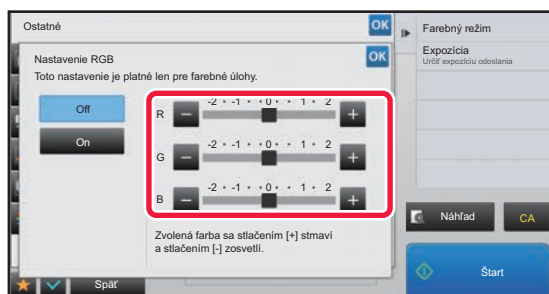 Ostatné
OK
Nastavenie RGB
OK
Toto nastavenie je platné len pre farebné úlohy.
Off
On
R
-2 • -1 • • 0 • • 1 • 2
G
-2 • -1 • • 0 • • 1 • 2
B
-2 • -1 • • 0 • • 1 • 2
Zvolená farba sa stlačením [+] stmaví
a stlačením [-] zosvetlí.
Späť
Farebný režim
Expozícia
Určiť expozíciu odoslania
Náhľad
CA
Štart